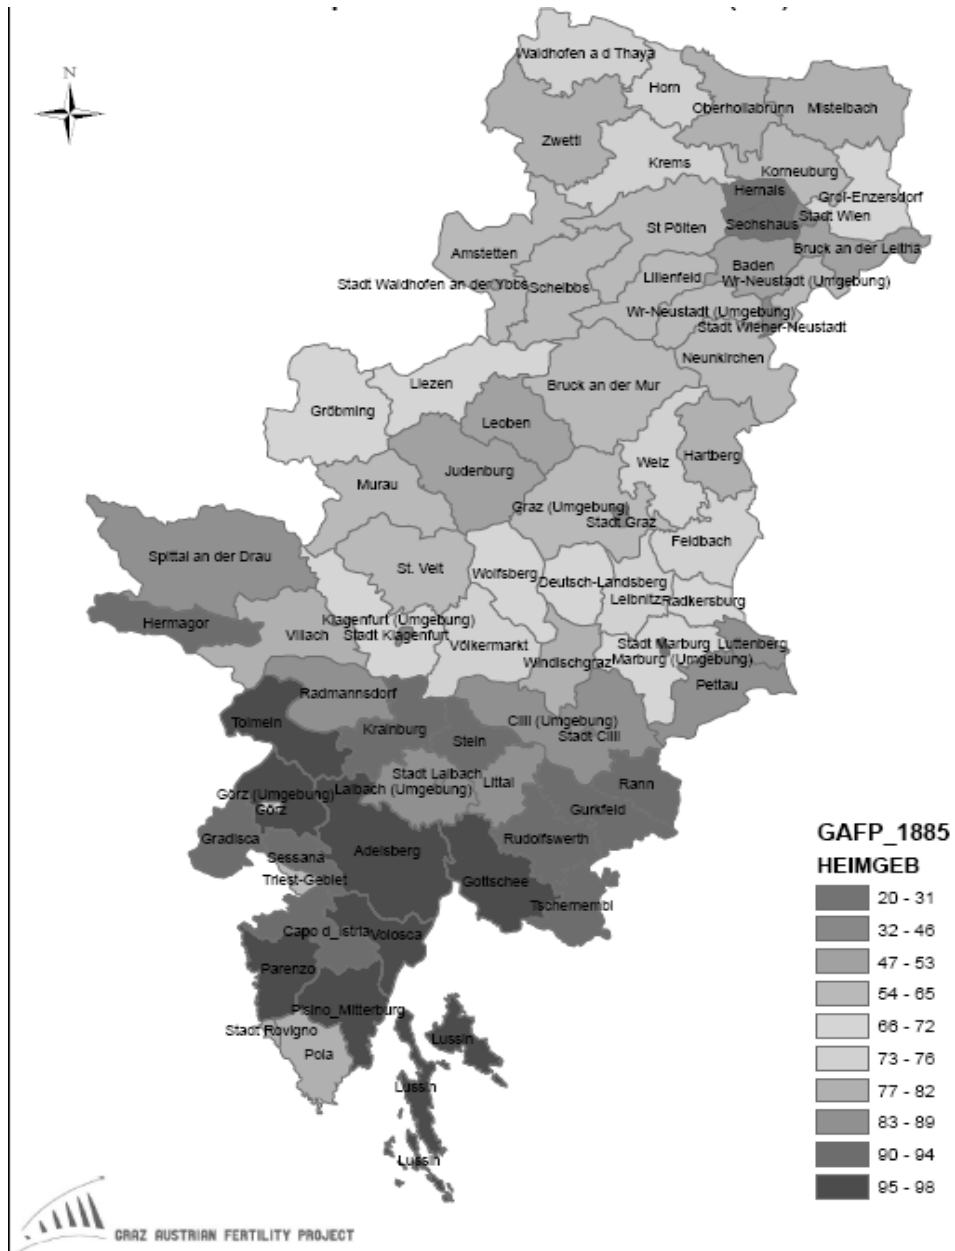 N
Waldhofen a d Thaya
Horn
Oberhollabrunn
Mistelbach
Zwettl
Krems
Korneuburg
Hernals
Groí-Enzersdorf
Stadt Wien
Sechshaus
St Pölten
Bruck an der Leitha
Amstetten
Baden
Lilienfeld
Wr-Neustadt (Umgebung)
Stadt Waidhofen an der Ybbs
Scheibbs
Wr-Neustadt (Umgebung)
Stadt Wiener-Neustadt
Neunkirchen
Liezen
Bruck an der Mur
Gröbming
Leoben
Weiz
Hartberg
Judenburg
Murau
Graz (Umgebung)
Stadt Graz
Feldbach
Spittal an der Drau
St. Veit
Wolfsberg
Deutsch-Landsberg
Leibnitz
Radkersburg
Hermagor
Klagenfurt (Umgebung)
Villach
Stadt Klagenfurt
Völkermarkt
Stadt Marburg
Luttenberg
Windischgraz
Marburg (Umgebung)
Pettau
Radmannsdorf
Tolmein
Krainburg
Cilli (Umgebung)
Stadt Cilli
Stein
Stadt Laibach
Laibach (Umgebung)
Littai
Rann
Görz (Umgebung)
Görz
Gurkfeld
Gradisca
Rudolfswerth
Adelsberg
Sessana
Triest-Gebiet
Gottschee
Tschernembl
Capo d_Istria
Volosca
Parenzo
Pisino_Mitterburg
Stadt Rovigno
Pola
Lussin
Lussin
Lussin
GAFP_1885
HEIMGEB
20 - 31
32 - 46
47 - 53
54 - 65
66 - 72
73 - 76
77 - 82
83 - 89
90 - 94
95 - 98
GRAZ AUSTRIAN FERTILITY PROJECT